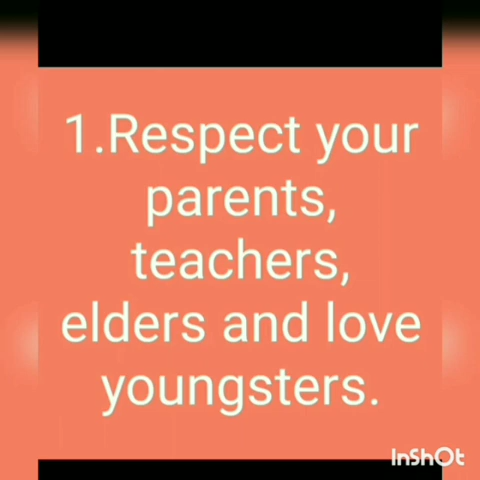 1.Respect your
parents,
teachers,
elders and love
youngsters.
InShOt